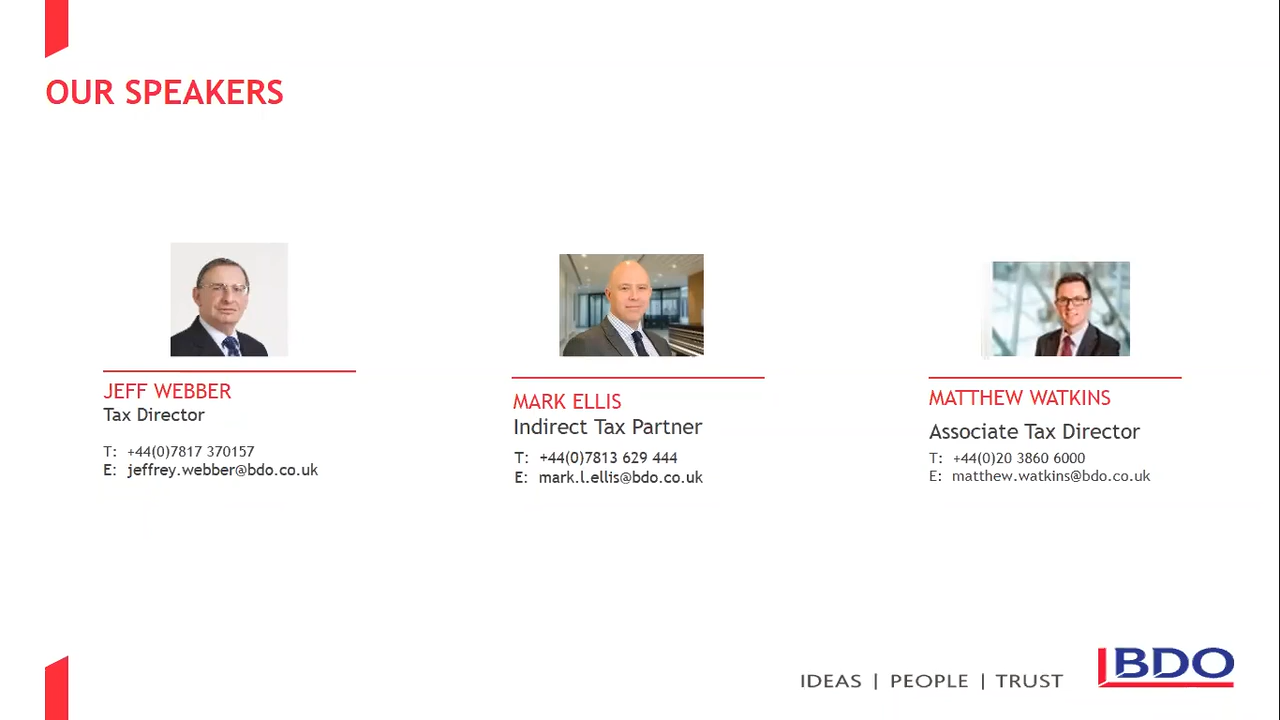 OUR SPEAKERS
JEFF WEBBER
Tax Director
T: +44(0)7817 370157
E: jeffrey.webber@bdo.co.uk
MARK ELLIS
Indirect Tax Partner
T: +44(0)7813 629 444
E: mark.l.ellis@bdo.co.uk
MATTHEW WATKINS
Associate Tax Director
T: +44(0)20 3860 6000
E: matthew.watkins@bdo.co.uk
IDEAS | PEOPLE | TRUST
BDO